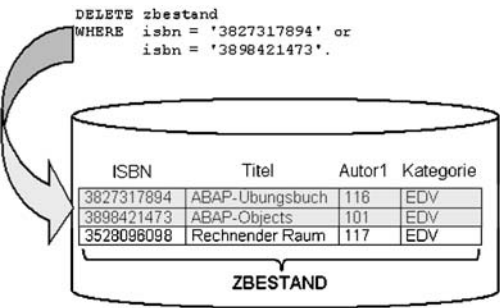 DELETE zbestand
WHERE isbn = '3827317894' or
isbn = '3898421473'.
ISBN Titel Autor1 Kategorie
3827317894 ABAP-Übungsbuch 116 EDV
3898421473 ABAP-Objects 101 EDV
3528096098 Rechnender Raum 117 EDV
ZBESTAND